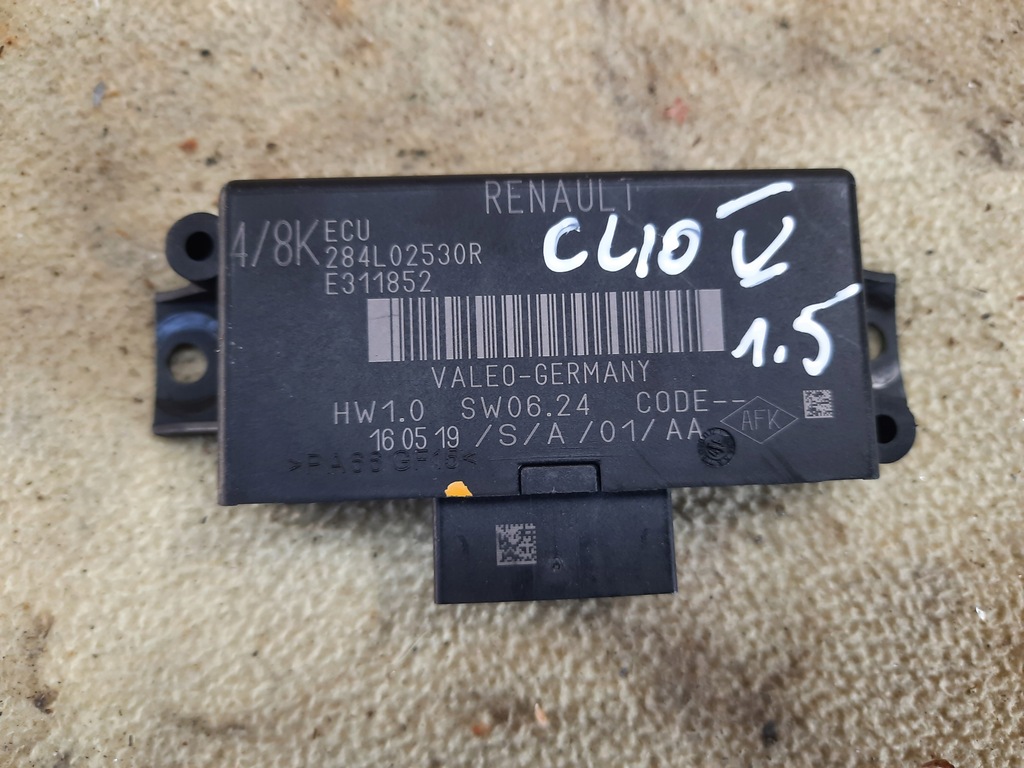 RENAULT
4/8K ECU
284L02530R
E311852
CLIO V
1.5
VALEO-GERMANY
HW1.0 SW06.24 CODE--
16 05 19 /S/A/01/AA AFK
>PA66 GF15<